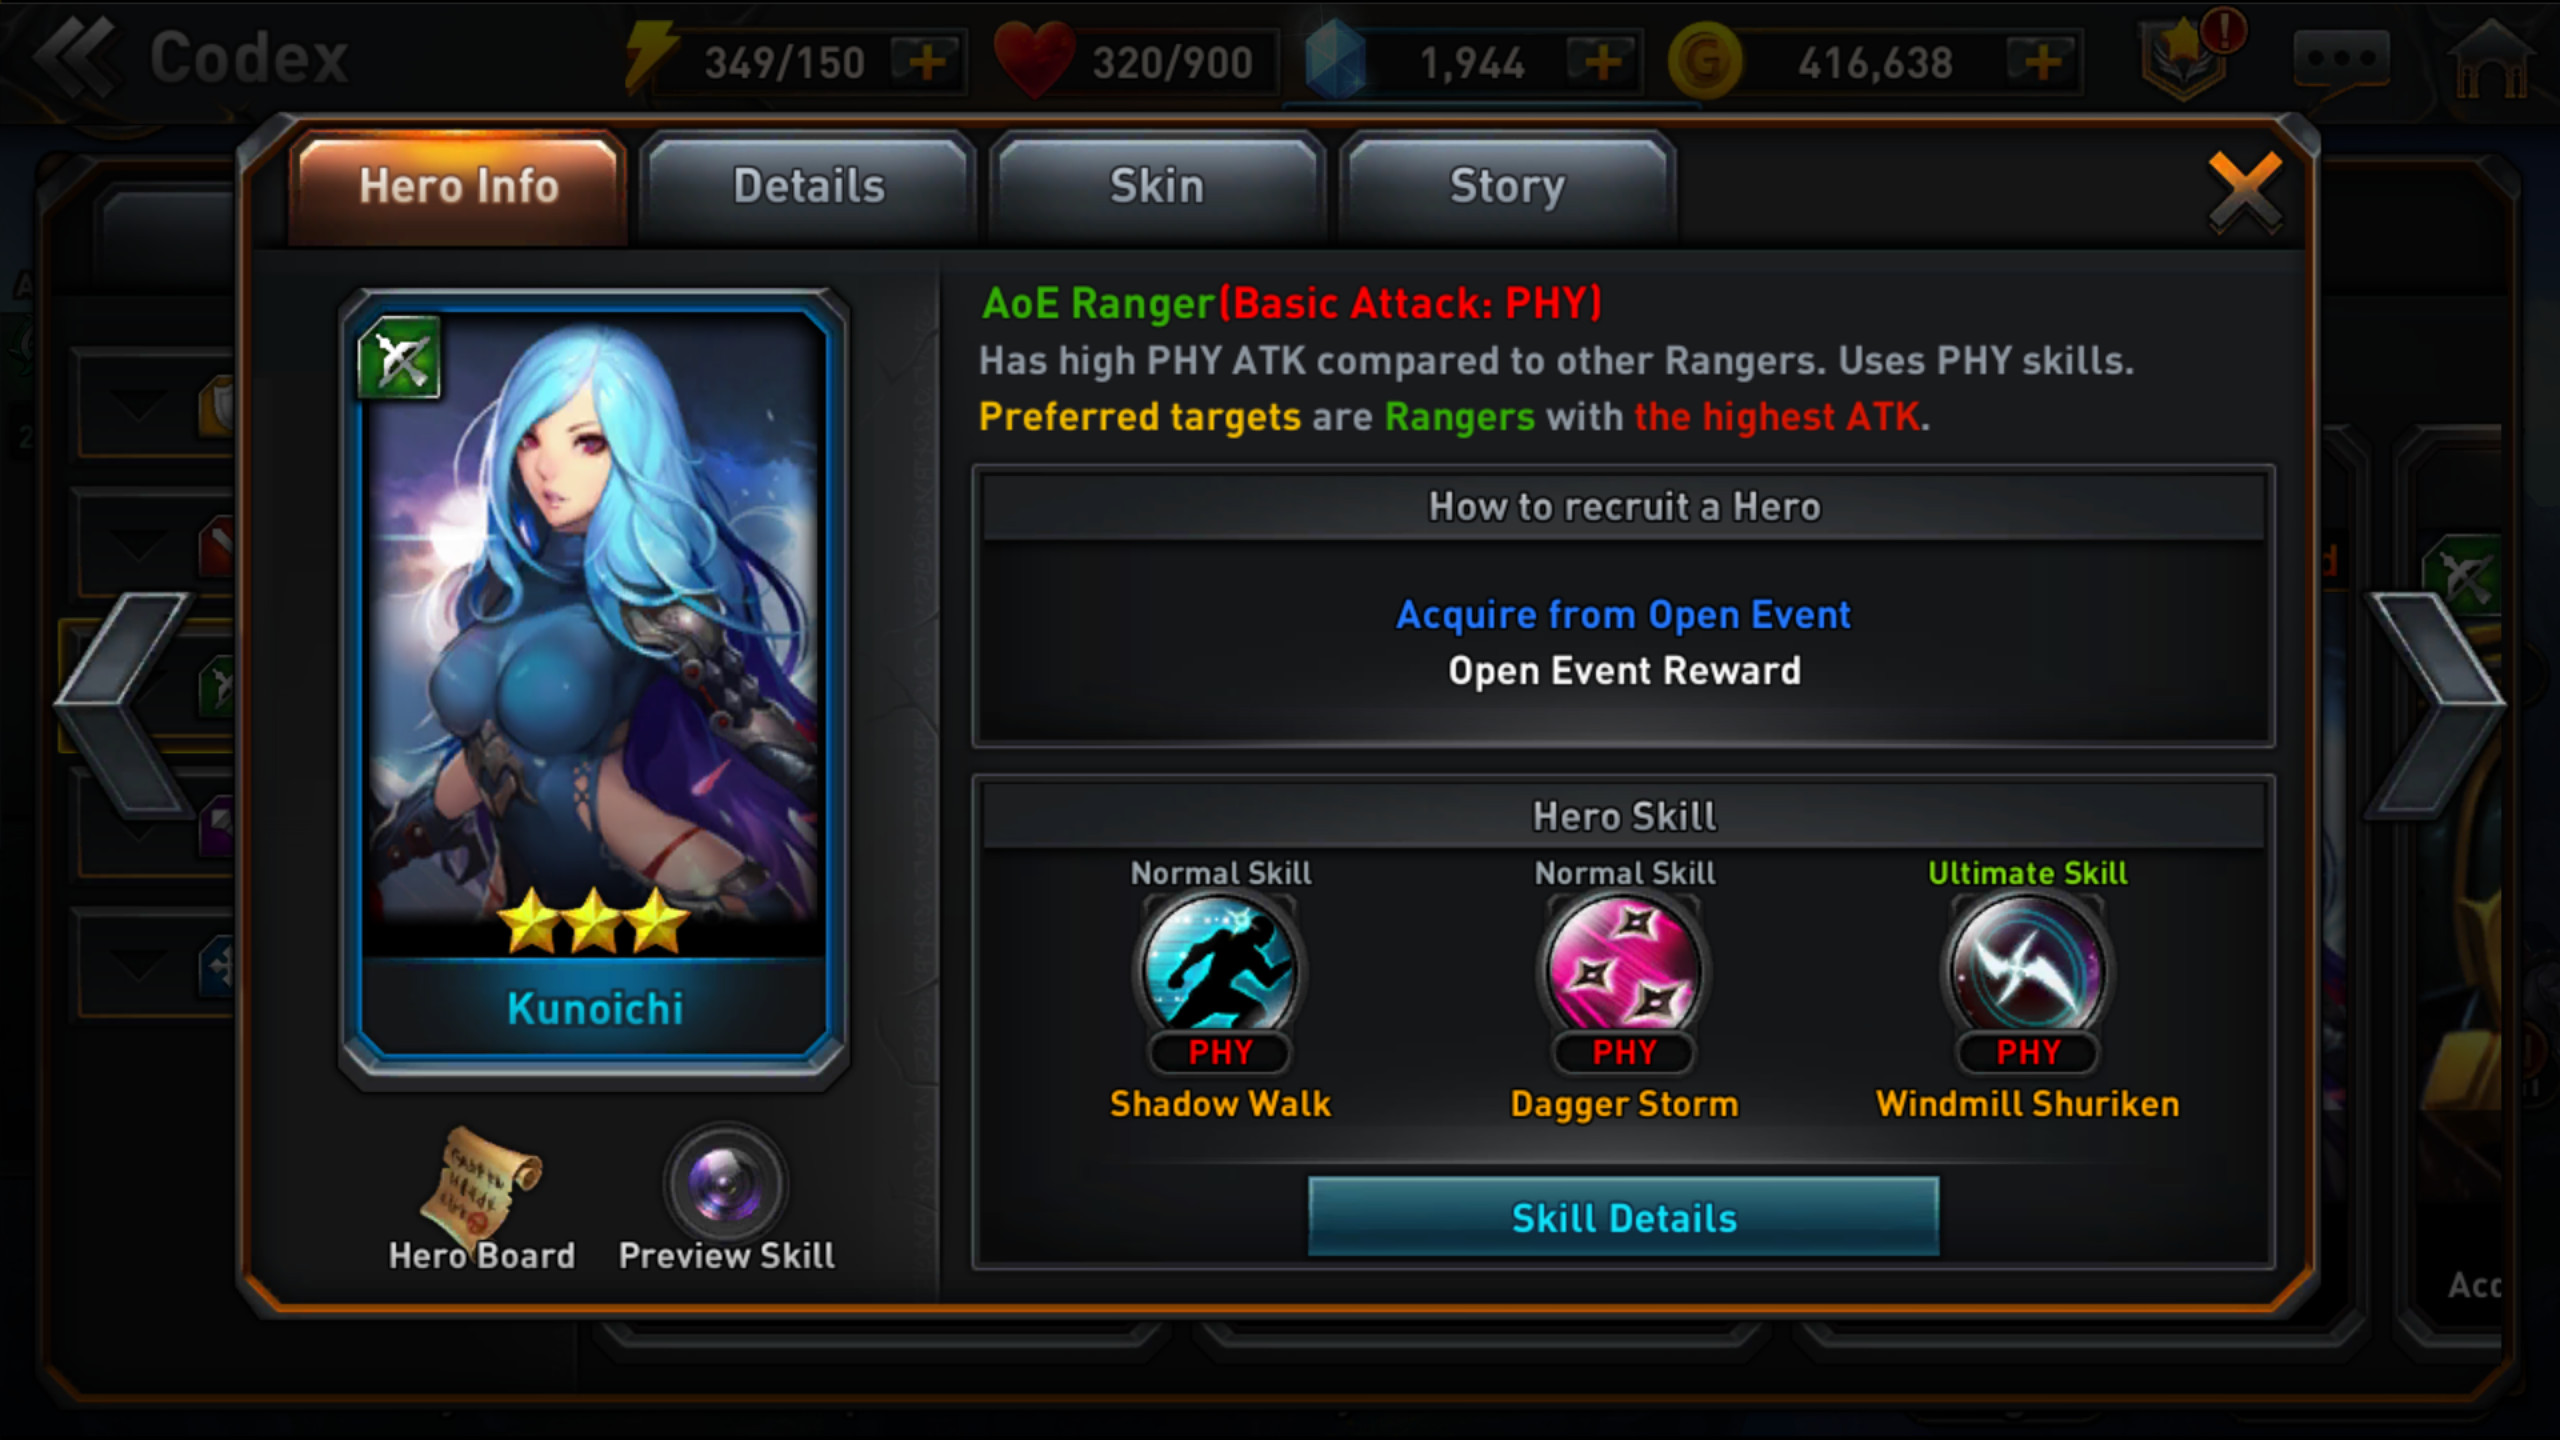 Codex
349/150
320/900
1,944
416,638
Hero Info
Details
Skin
Story
AoE Ranger(Basic Attack: PHY)
Has high PHY ATK compared to other Rangers. Uses PHY skills.
Preferred targets are Rangers with the highest ATK.
How to recruit a Hero
Acquire from Open Event
Open Event Reward
Hero Skill
Normal Skill
Normal Skill
Ultimate Skill
PHY
PHY
PHY
Shadow Walk
Dagger Storm
Windmill Shuriken
Skill Details
Kunoichi
Hero Board
Preview Skill